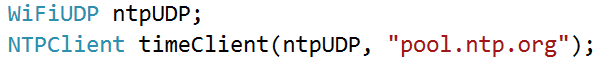 WiFiUDP ntpUDP;
NTPClient timeClient(ntpUDP, "pool.ntp.org");